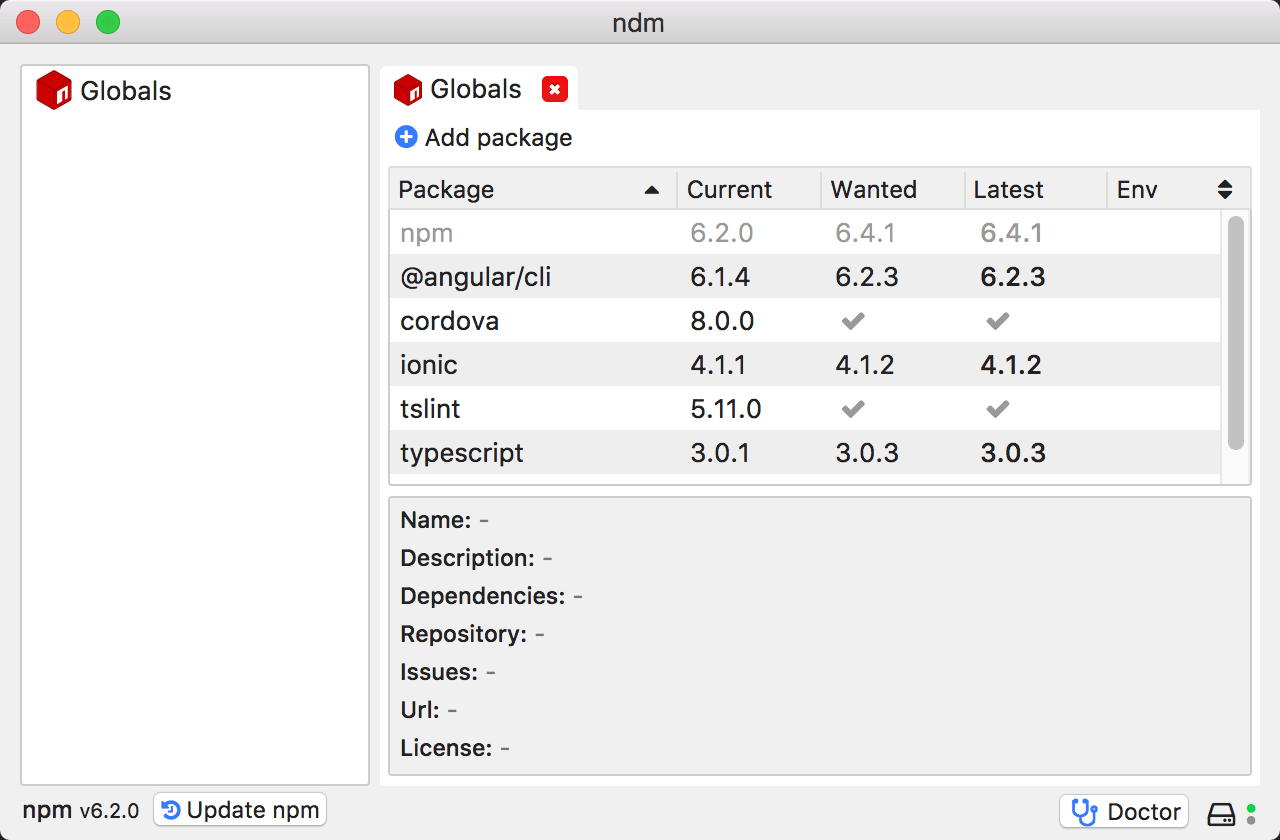 ndm
Globals
Globals
Add package
Package Current Wanted Latest Env
npm 6.2.0 6.4.1 6.4.1
@angular/cli 6.1.4 6.2.3 6.2.3
cordova 8.0.0
ionic 4.1.1 4.1.2 4.1.2
tslint 5.11.0
typescript 3.0.1 3.0.3 3.0.3
Name: -
Description: -
Dependencies: -
Repository: -
Issues: -
Url: -
License: -
npm v6.2.0 Update npm Doctor